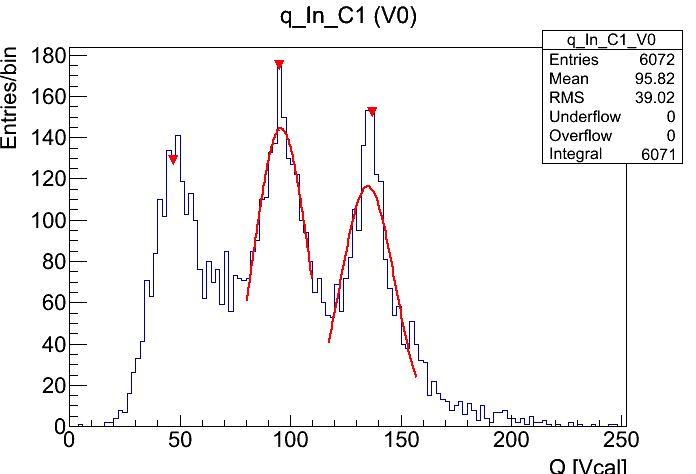 q_In_C1 (V0)
q_In_C1_V0
Entries 6072
Mean 95.82
RMS 39.02
Underflow 0
Overflow 0
Integral 6071
Entries/bin
180
160
140
120
100
80
60
40
20
0
0 50 100 150 200 250
Q [Vcal]